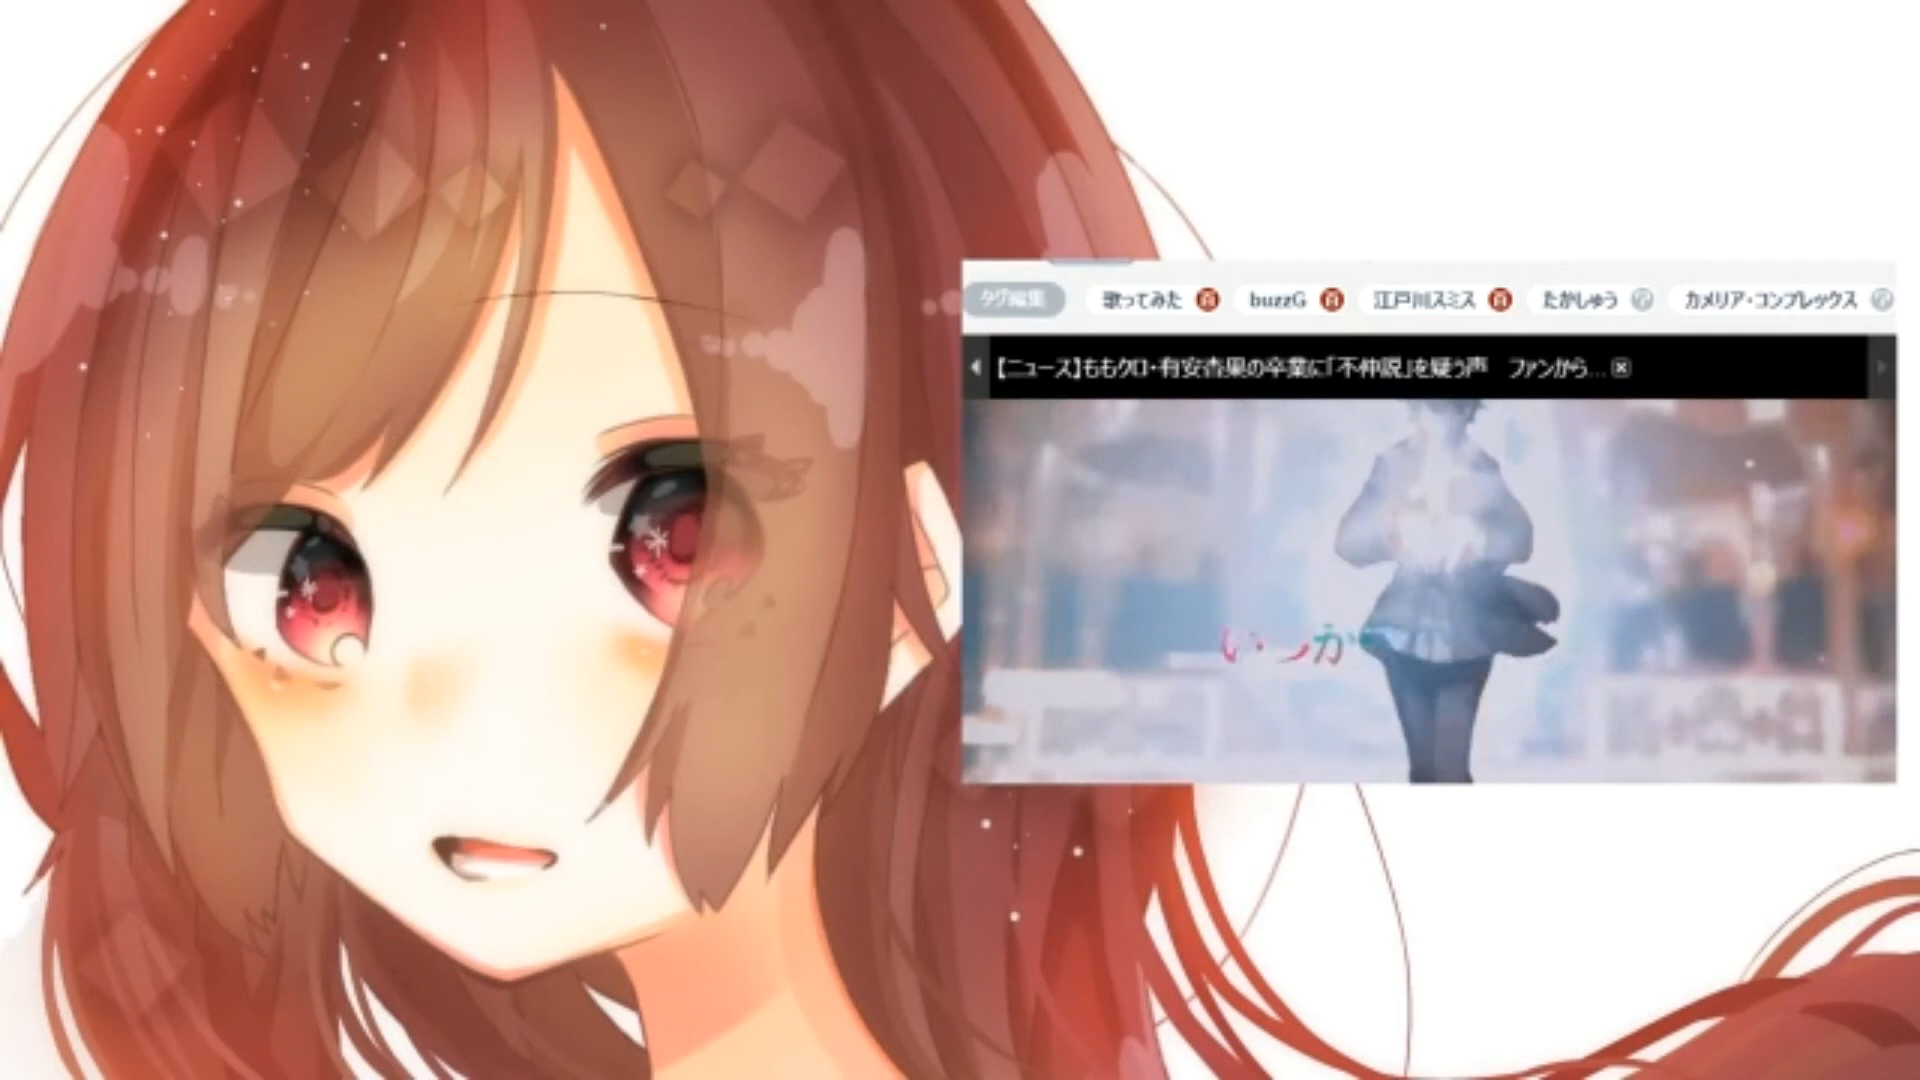 タグ編集 歌ってみた 百 buzzG 百 江戸川スミス 百 たかしゅう カメリア・コンプレックス
【ニュース】ももクロ・有安杏果の卒業に「不仲説」を疑う声　ファンから…
いつか